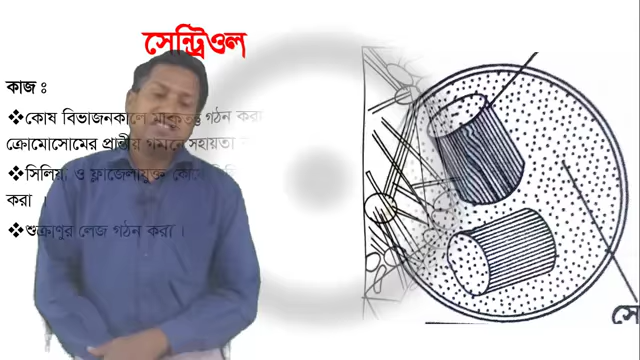 সেন্ট্রিওল
কাজ :
❖কোষ বিভাজনকালে মাকুতন্তু গঠন করা
ক্রোমোসোমের প্রান্তীয় গমনে সহায়তা
❖সিলিয়া ও ফ্লাজেলাযুক্ত কোষে
করা ।
❖শুক্রাণুর লেজ গঠন করা ।
সে